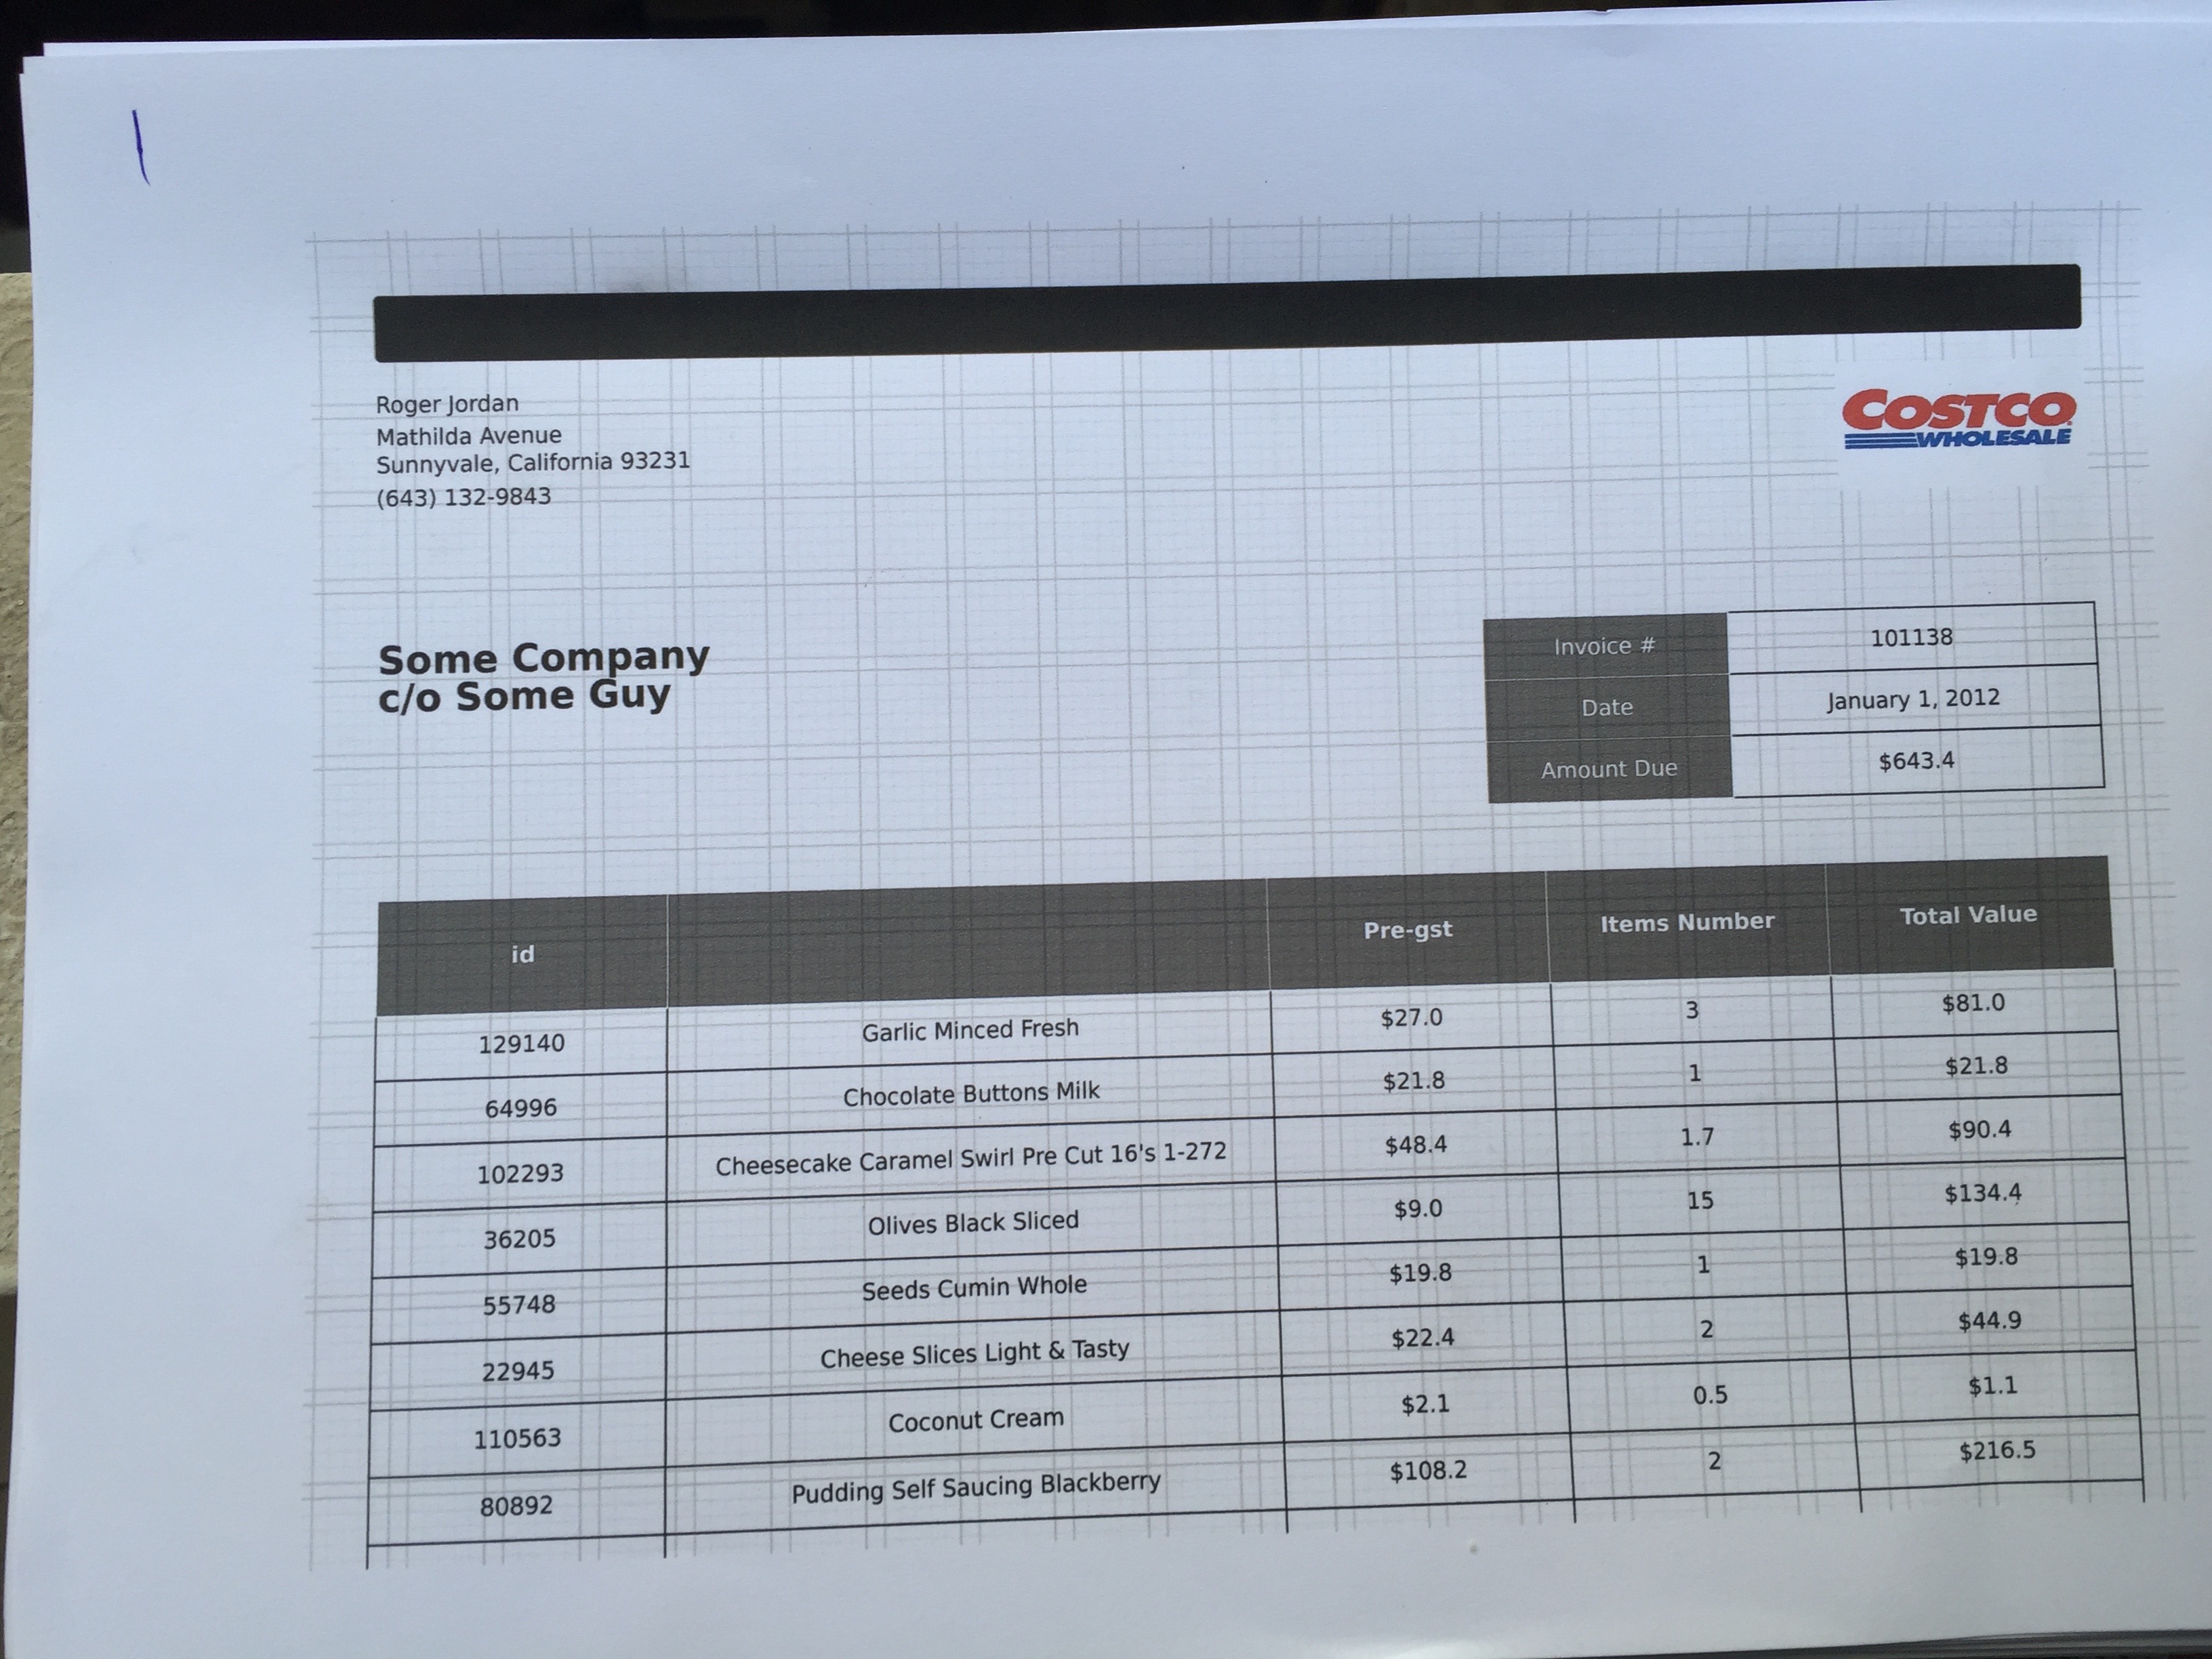 Roger Jordan
Mathilda Avenue
Sunnyvale, California 93231
(643) 132-9843
COSTCO
WHOLESALE
Some Company
c/o Some Guy
Invoice # 101138
Date January 1, 2012
Amount Due $643.4
id Pre-gst Items Number Total Value
129140 Garlic Minced Fresh $27.0 3 $81.0
64996 Chocolate Buttons Milk $21.8 1 $21.8
102293 Cheesecake Caramel Swirl Pre Cut 16's 1-272 $48.4 1.7 $90.4
36205 Olives Black Sliced $9.0 15 $134.4
55748 Seeds Cumin Whole $19.8 1 $19.8
22945 Cheese Slices Light & Tasty $22.4 2 $44.9
110563 Coconut Cream $2.1 0.5 $1.1
80892 Pudding Self Saucing Blackberry $108.2 2 $216.5